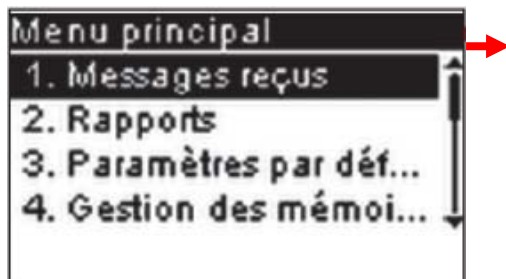 Menu principal
1. Messages reçus
2. Rapports
3. Paramètres par déf...
4. Gestion des mémoi...